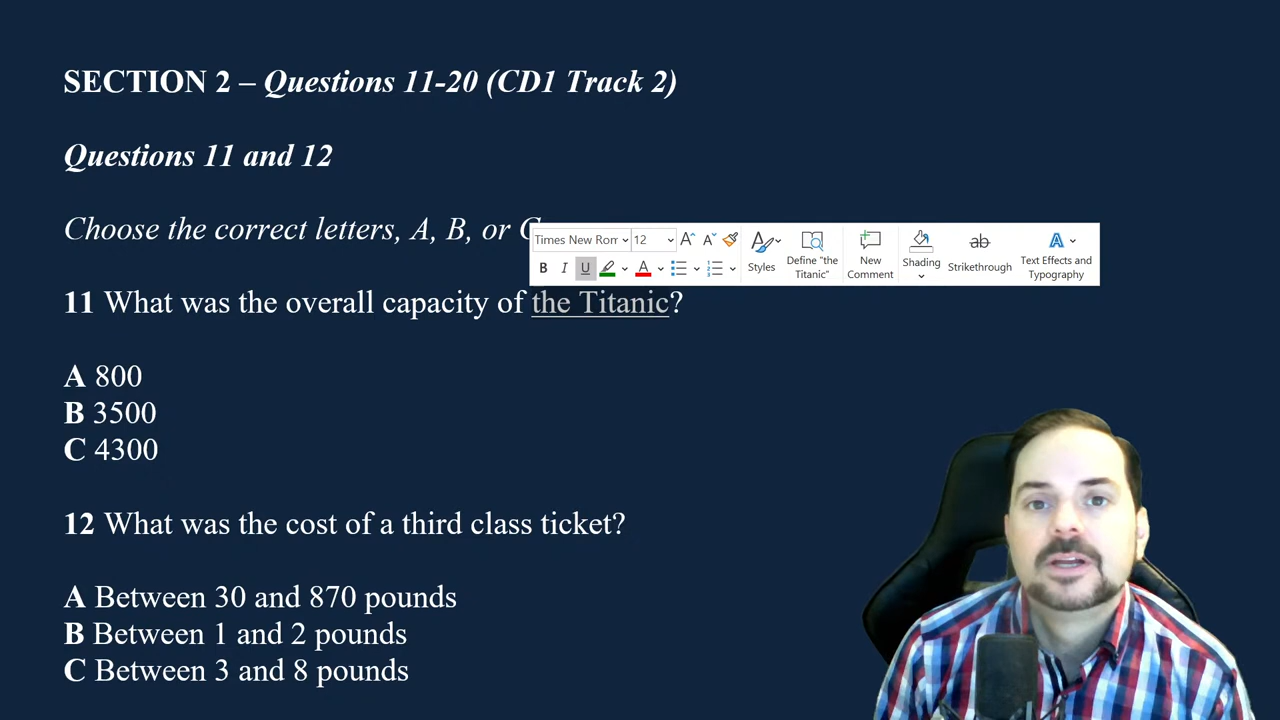 SECTION 2 – Questions 11-20 (CD1 Track 2)
Questions 11 and 12
Choose the correct letters, A, B, or C
Times New Rom
12
Styles
Define "the Titanic"
New Comment
Shading
Strikethrough
Text Effects and Typography
B I U
11 What was the overall capacity of the Titanic?
A 800
B 3500
C 4300
12 What was the cost of a third class ticket?
A Between 30 and 870 pounds
B Between 1 and 2 pounds
C Between 3 and 8 pounds